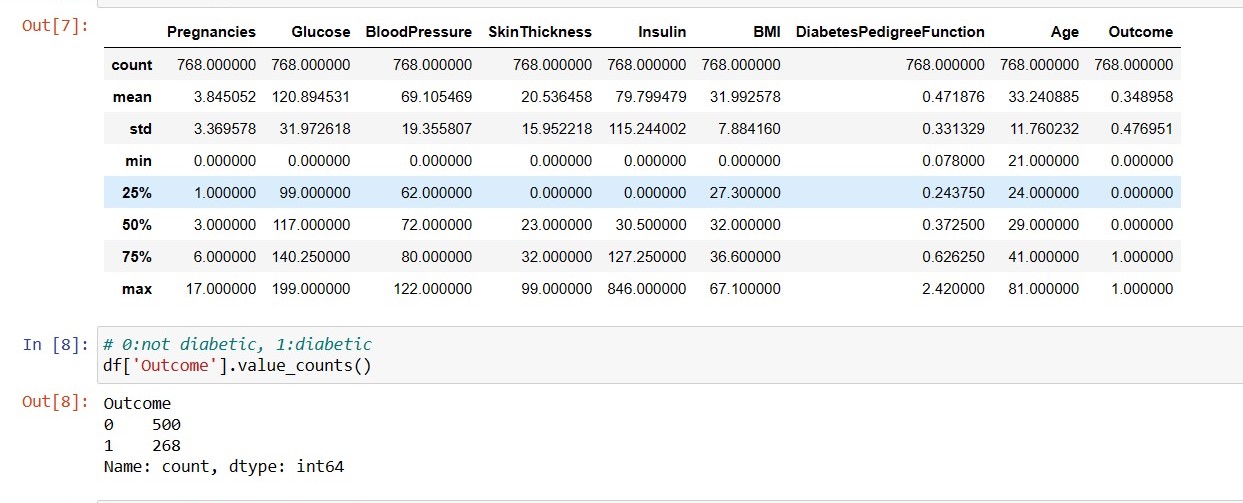 Out[7]:
Pregnancies Glucose BloodPressure SkinThickness Insulin BMI DiabetesPedigreeFunction Age Outcome
count 768.000000 768.000000 768.000000 768.000000 768.000000 768.000000 768.000000 768.000000 768.000000
mean 3.845052 120.894531 69.105469 20.536458 79.799479 31.992578 0.471876 33.240885 0.348958
std 3.369578 31.972618 19.355807 15.952218 115.244002 7.884160 0.331329 11.760232 0.476951
min 0.000000 0.000000 0.000000 0.000000 0.000000 0.000000 0.078000 21.000000 0.000000
25% 1.000000 99.000000 62.000000 0.000000 0.000000 27.300000 0.243750 24.000000 0.000000
50% 3.000000 117.000000 72.000000 23.000000 30.500000 32.000000 0.372500 29.000000 0.000000
75% 6.000000 140.250000 80.000000 32.000000 127.250000 36.600000 0.626250 41.000000 1.000000
max 17.000000 199.000000 122.000000 99.000000 846.000000 67.100000 2.420000 81.000000 1.000000
In [8]: # 0:not diabetic, 1:diabetic
df['Outcome'].value_counts()
Out[8]: Outcome
0 500
1 268
Name: count, dtype: int64